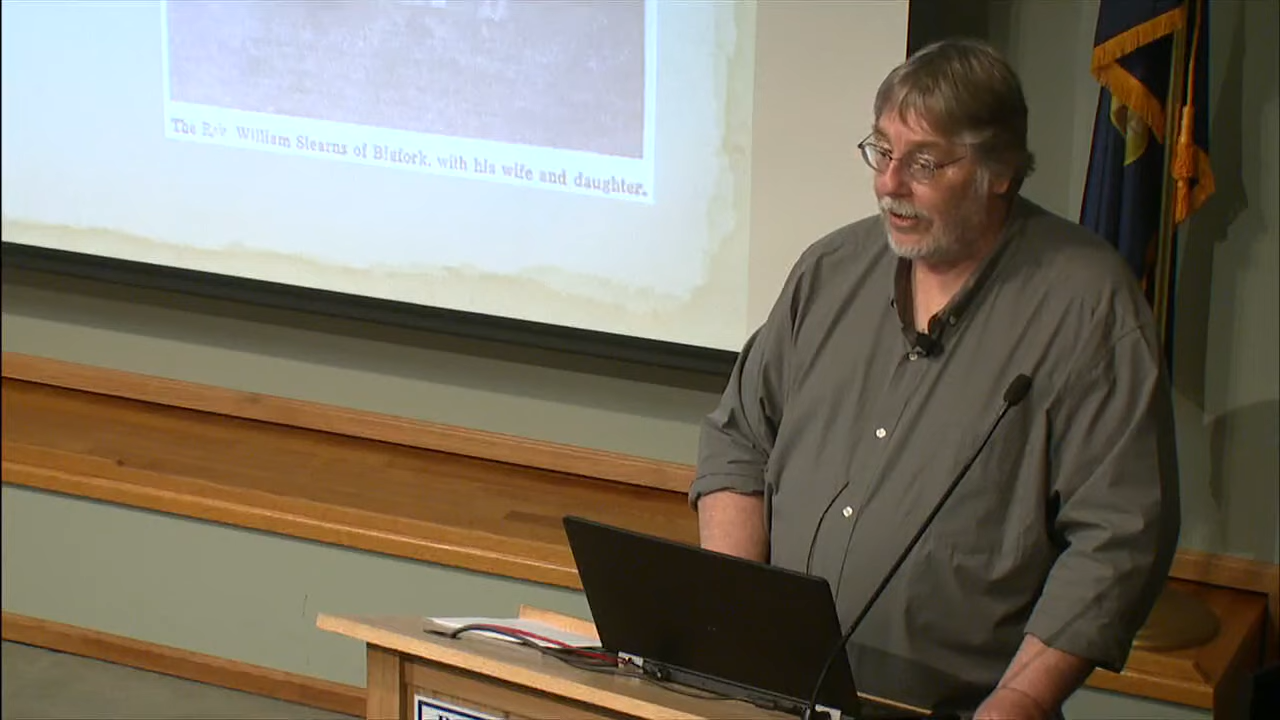 The Rev. William Stearns of Bigfork, with his wife and daughter.